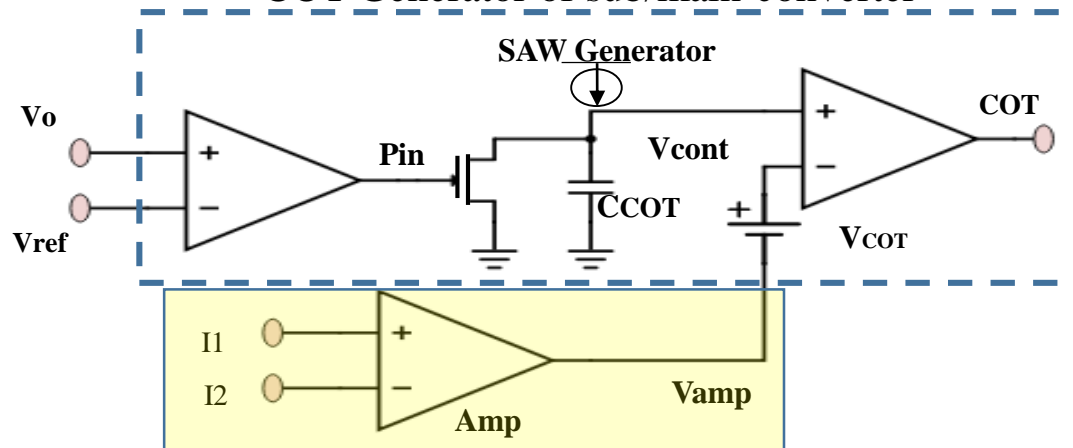 SAW Generator
Vo
COT
+
+
Pin
Vcont
−
−
CCOT
+
Vref
VCOT
I1
+
I2
−
Vamp
Amp